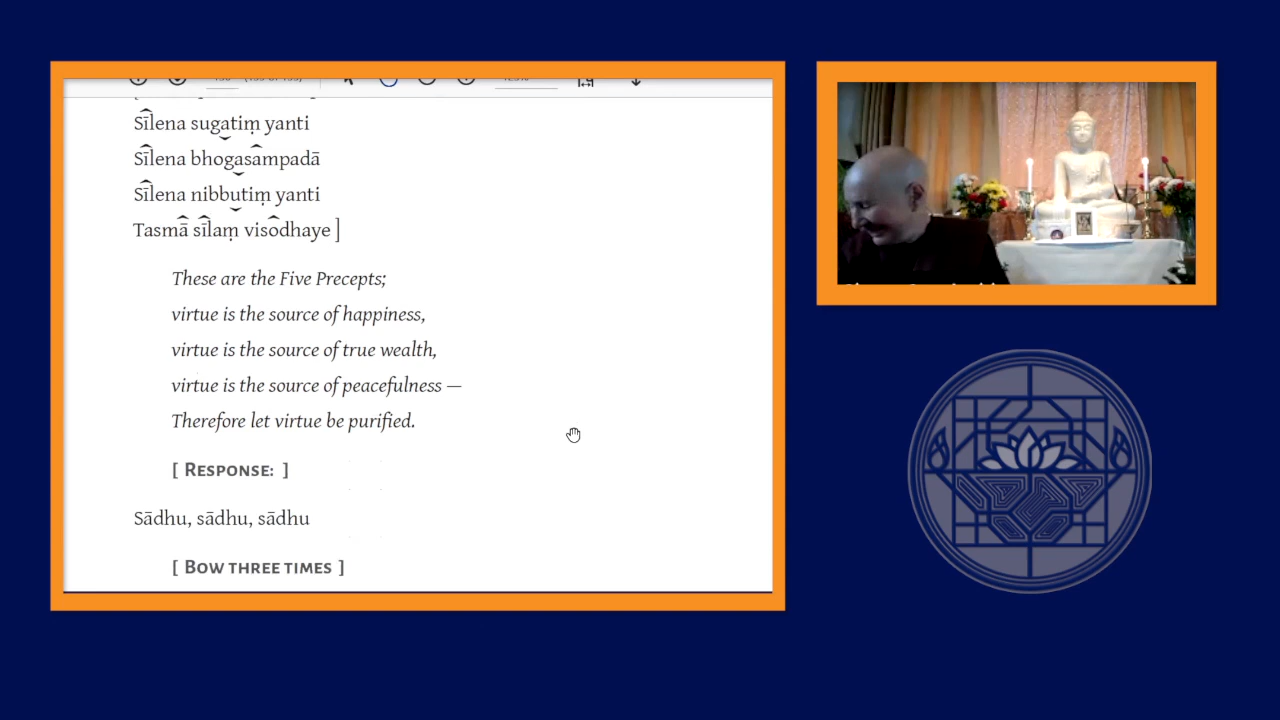 Sīlena sugatiṃ yanti
Sīlena bhogasampadā
Sīlena nibbutiṃ yanti
Tasmā sīlaṃ visodhaye ]
These are the Five Precepts;
virtue is the source of happiness,
virtue is the source of true wealth,
virtue is the source of peacefulness —
Therefore let virtue be purified.
[ RESPONSE: ]
Sādhu, sādhu, sādhu
[ BOW THREE TIMES ]